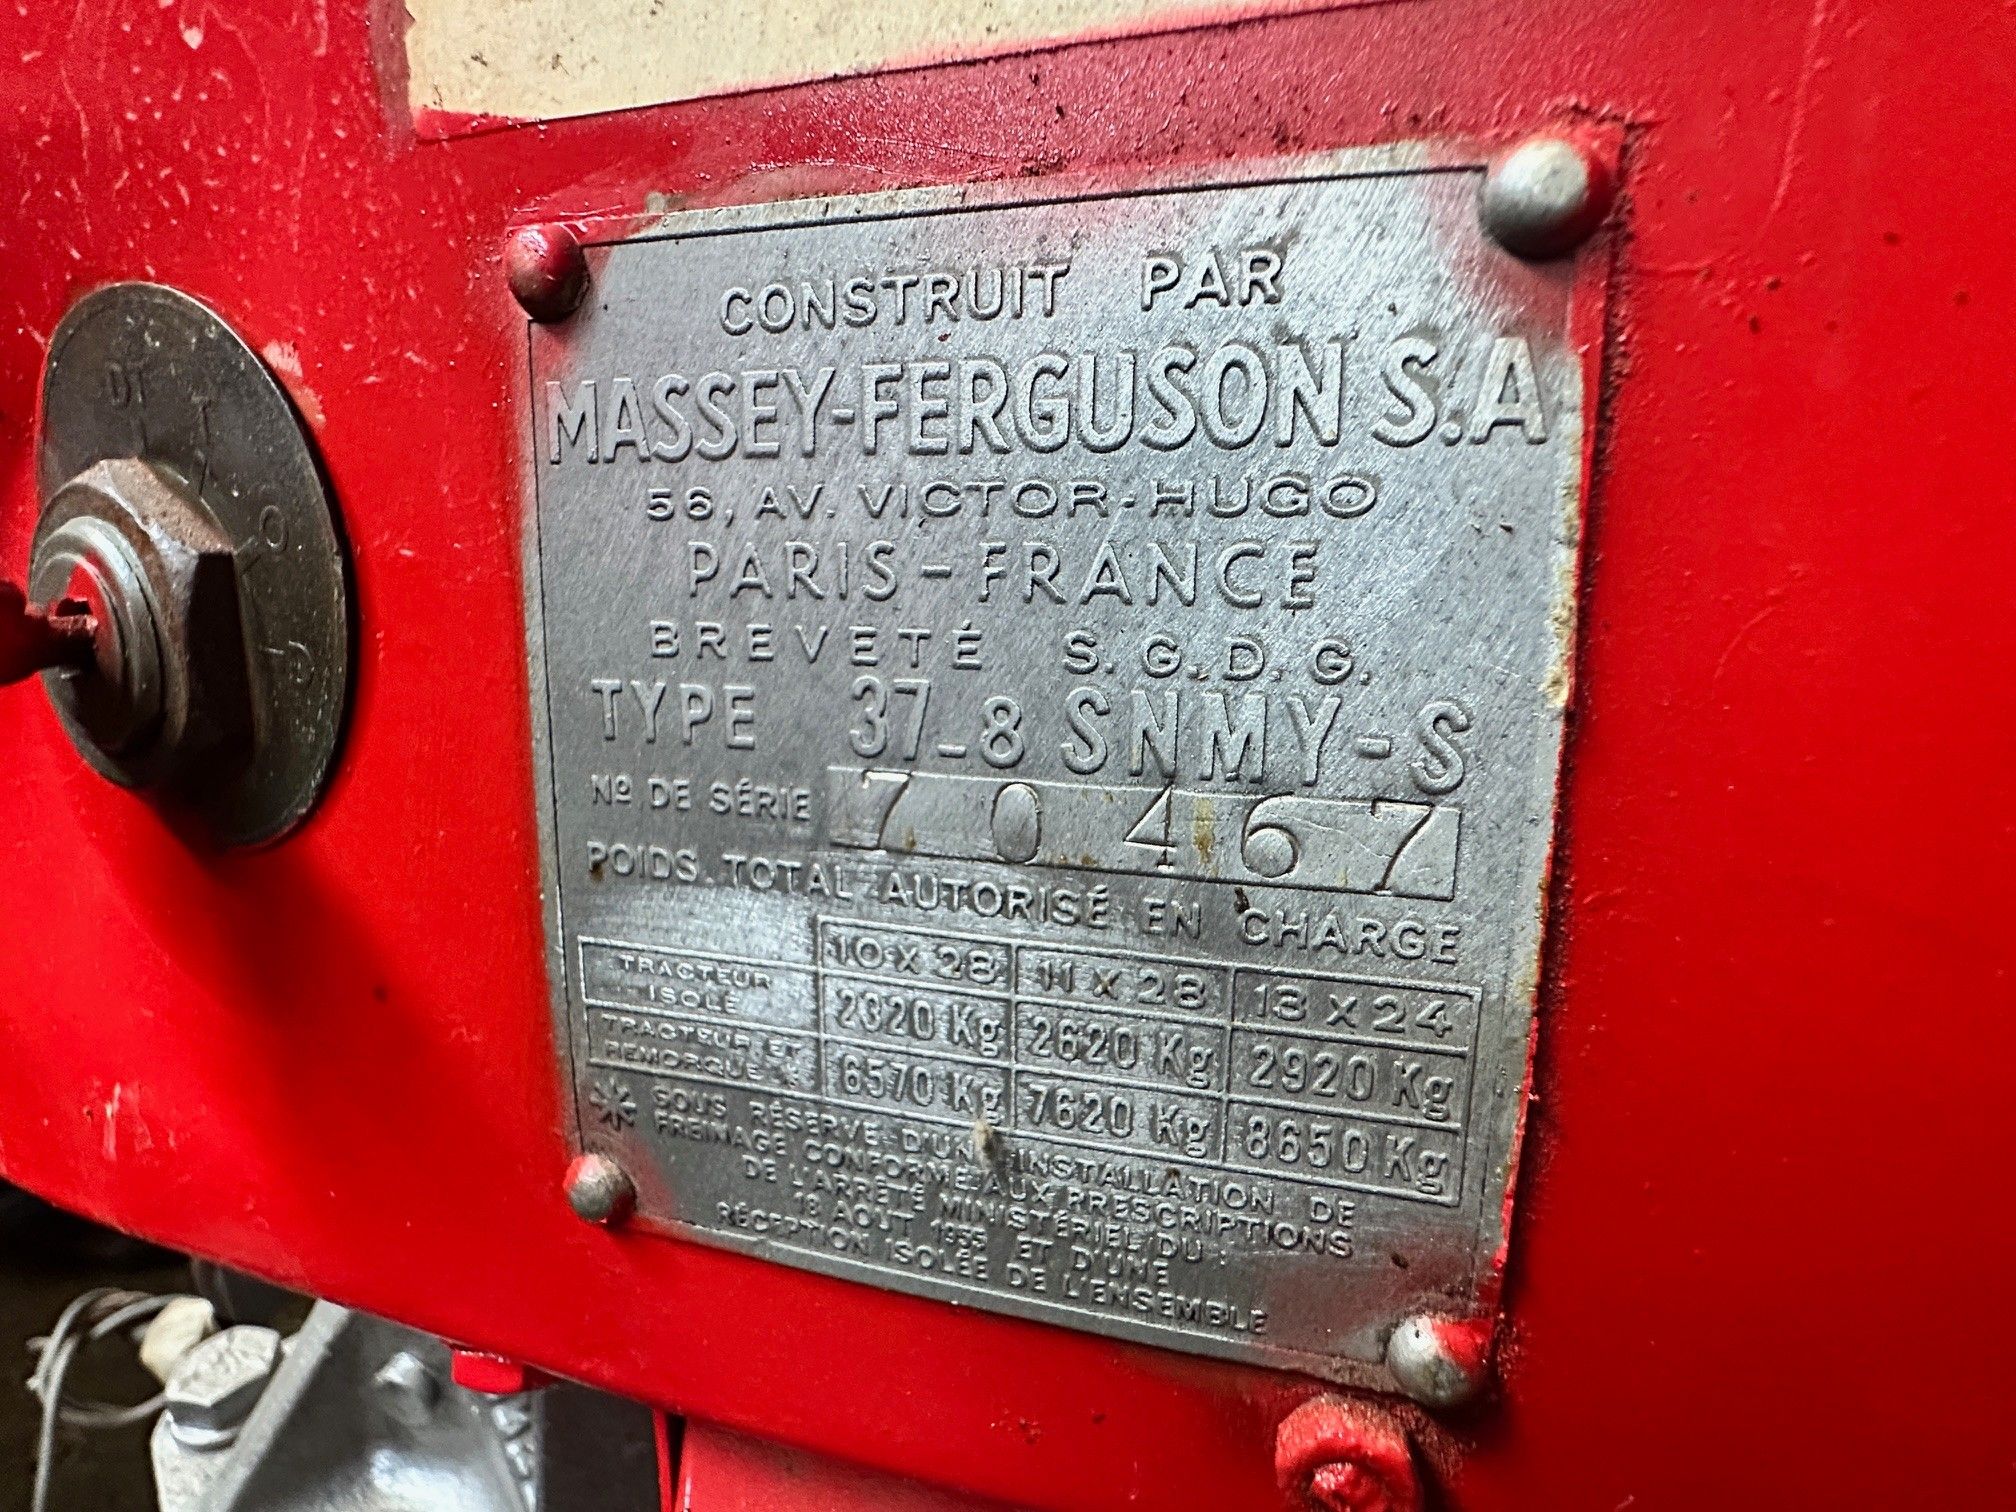 CONSTRUIT PAR
MASSEY-FERGUSON S.A
56, AV. VICTOR-HUGO
PARIS - FRANCE
BREVETÉ S.G.D.G.
TYPE 37-8 SNMY-S
Nº DE SÉRIE 70467
POIDS TOTAL AUTORISÉ EN CHARGE
10 x 28 11 x 28 13 x 24
TRACTEUR ISOLÉ 2320 Kg 2620 Kg 2920 Kg
TRACTEUR ET REMORQUE * 6570 Kg 7620 Kg 8650 Kg
* SOUS RÉSERVE D'UNE INSTALLATION DE
FREINAGE CONFORME AUX PRESCRIPTIONS
DE L'ARRÊTÉ MINISTÉRIEL DU :
18 AOUT 1955 ET D'UNE
RÉCEPTION ISOLÉE DE L'ENSEMBLE